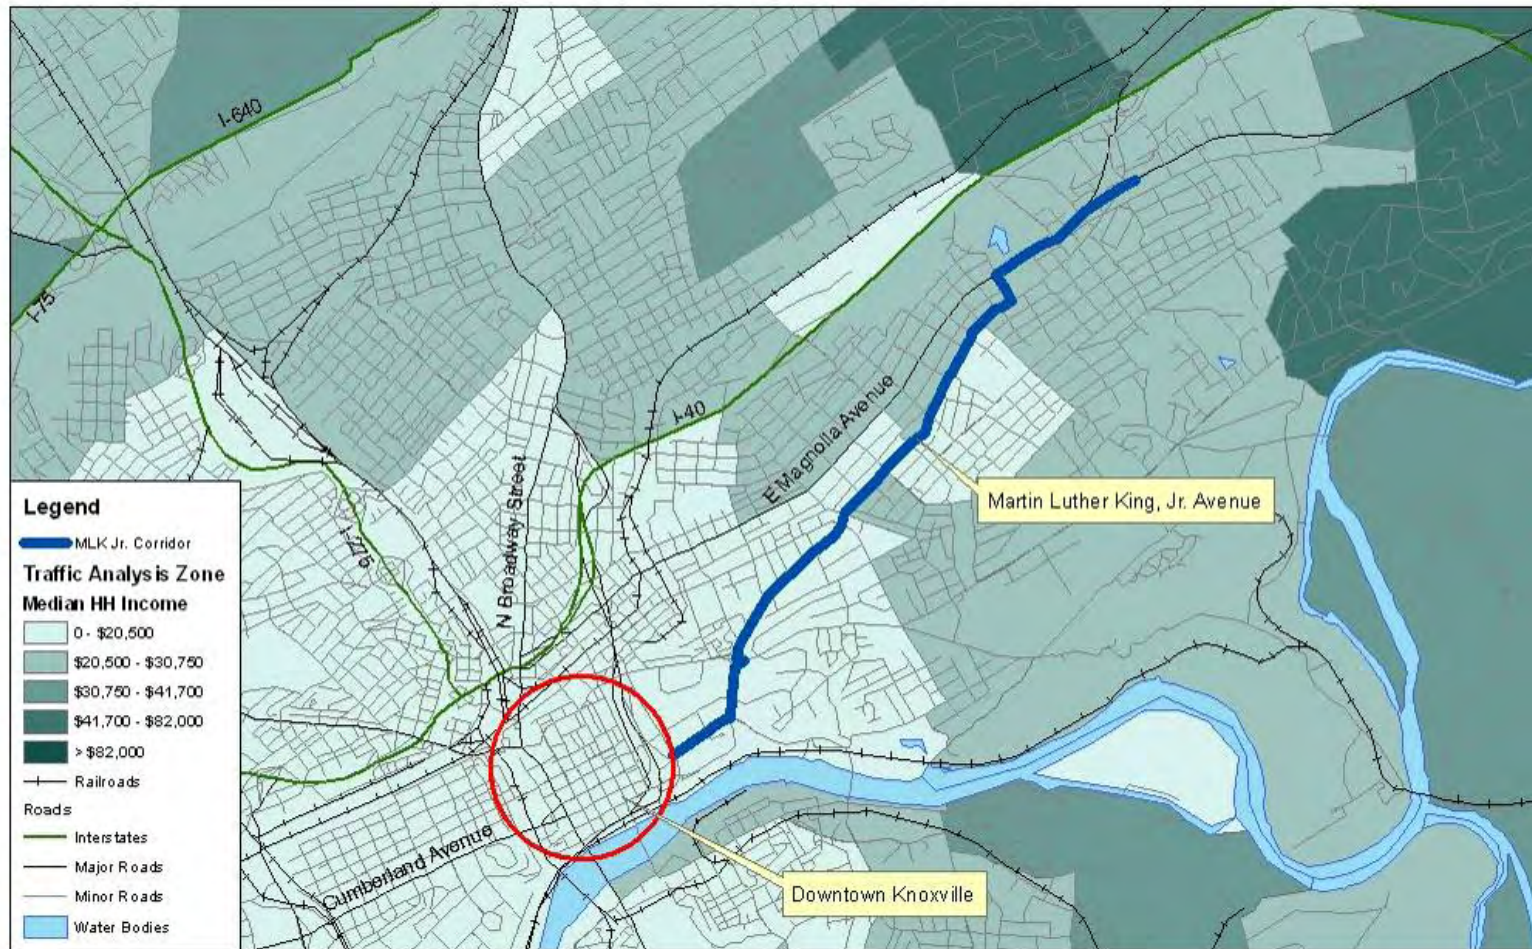 I-640
I-75
I-40
E Magnolia Avenue
Martin Luther King, Jr. Avenue
N Broadway Street
I-275
Legend
MLK Jr. Corridor
Traffic Analysis Zone
Median HH Income
0 - $20,500
$20,500 - $30,750
$30,750 - $41,700
$41,700 - $82,000
> $82,000
Railroads
Roads
Interstates
Major Roads
Minor Roads
Water Bodies
Cumberland Avenue
Downtown Knoxville